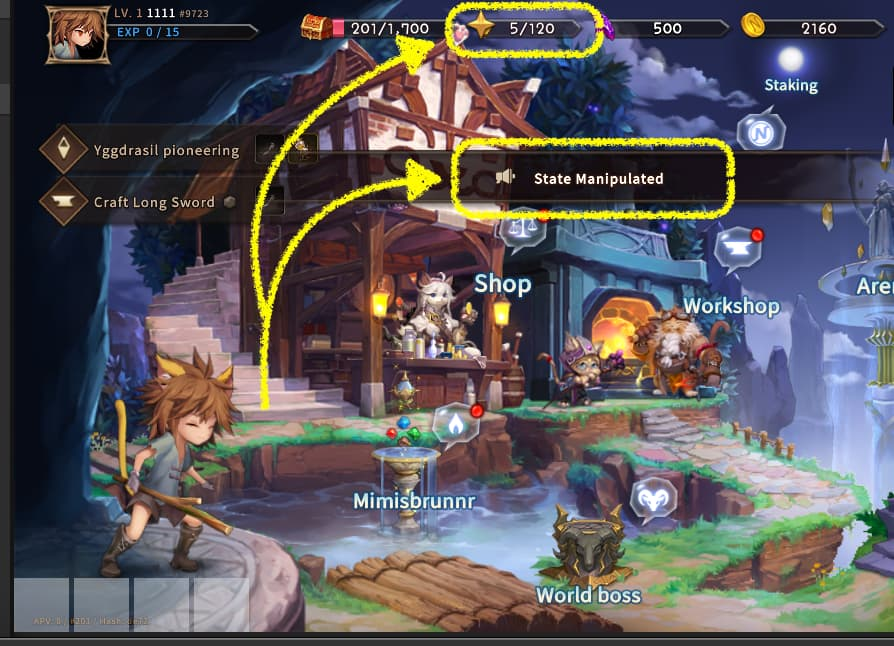 LV. 1 1111 #9723
EXP 0 / 15
201/1,700
5/120
500
2160
Staking
N
Yggdrasil pioneering
State Manipulated
Craft Long Sword
Shop
Workshop
Aren
Mimisbrunnr
World boss